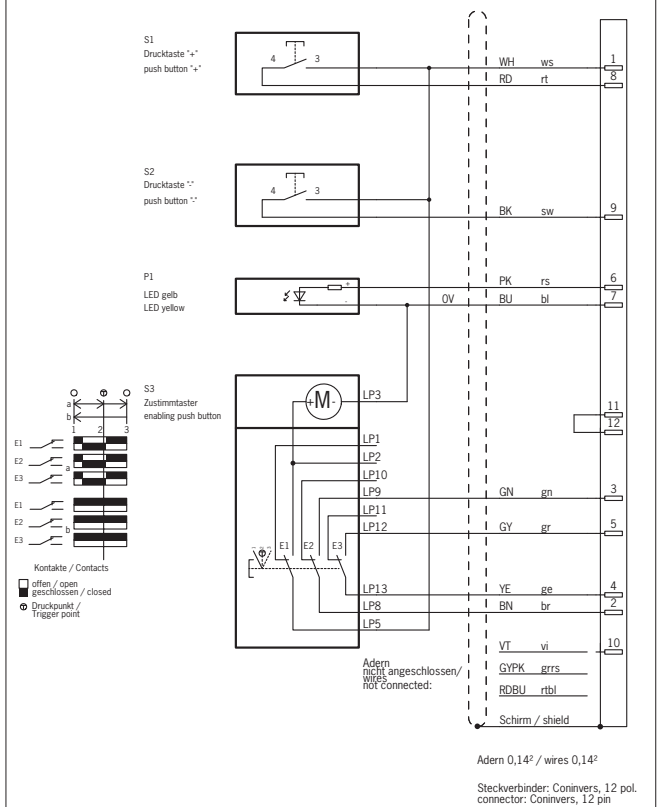 S1
Drucktaste "+"
push button "+"
4 3
WH ws 1
RD rt 8
S2
Drucktaste "-"
push button "-"
4 3
BK sw 9
P1
LED gelb
LED yellow
+
-
PK rs 6
0V BU bl 7
S3
Zustimmtaster
enabling push button
+M-
LP3
11
12
LP1
LP2
LP10
LP9 GN gn 3
LP11
LP12 GY gr 5
E1 E2 E3
LP13 YE ge 4
LP8 BN br 2
LP5
a
b
1 2 3
E1
E2
a
E3
E1
E2
b
E3
Kontakte / Contacts
offen / open
geschlossen / closed
Druckpunkt /
Trigger point
Adern
nicht angeschlossen/
wires
not connected:
VT vi 10
GYPK grrs
RDBU rtbl
Schirm / shield
Adern 0,14² / wires 0,14²
Steckverbinder: Coninvers, 12 pol.
connector: Coninvers, 12 pin